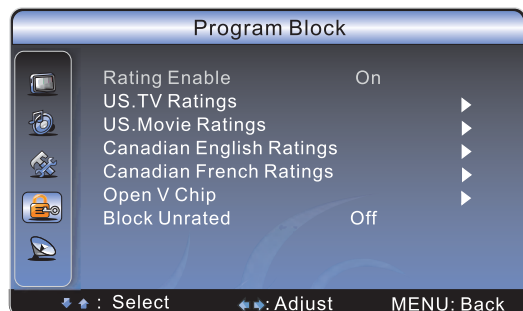 Program Block
Rating Enable On
US.TV Ratings
US.Movie Ratings
Canadian English Ratings
Canadian French Ratings
Open V Chip
Block Unrated Off
: Select : Adjust MENU: Back